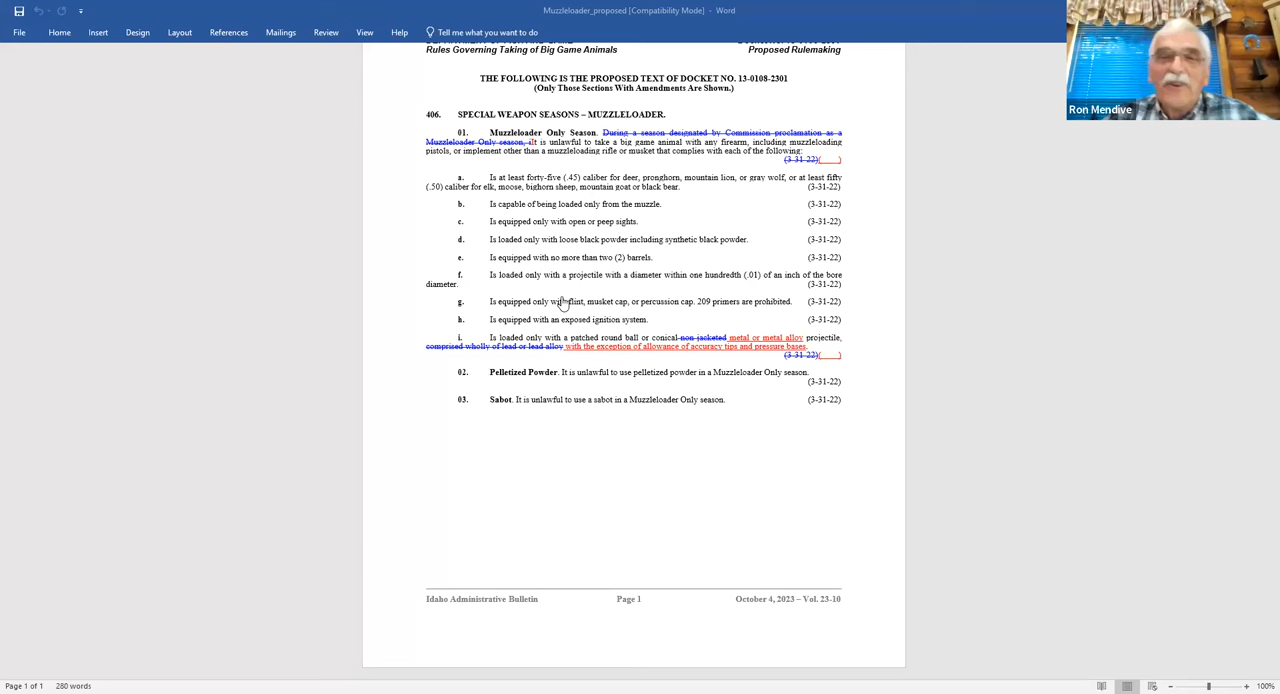 Muzzleloader_proposed [Compatibility Mode] - Word
File Home Insert Design Layout References Mailings Review View Help Tell me what you want to do
Ron Mendive
Rules Governing Taking of Big Game Animals Proposed Rulemaking
THE FOLLOWING IS THE PROPOSED TEXT OF DOCKET NO. 13-0108-2301
(Only Those Sections With Amendments Are Shown.)
406. SPECIAL WEAPON SEASONS – MUZZLELOADER.
01. Muzzleloader Only Season. During a season designated by Commission proclamation as a
Muzzleloader Only season, iIt is unlawful to take a big game animal with any firearm, including muzzleloading
pistols, or implement other than a muzzleloading rifle or musket that complies with each of the following:
(3-31-22)(    )
a. Is at least forty-five (.45) caliber for deer, pronghorn, mountain lion, or gray wolf, or at least fifty
(.50) caliber for elk, moose, bighorn sheep, mountain goat or black bear. (3-31-22)
b. Is capable of being loaded only from the muzzle. (3-31-22)
c. Is equipped only with open or peep sights. (3-31-22)
d. Is loaded only with loose black powder including synthetic black powder. (3-31-22)
e. Is equipped with no more than two (2) barrels. (3-31-22)
f. Is loaded only with a projectile with a diameter within one hundredth (.01) of an inch of the bore
diameter. (3-31-22)
g. Is equipped only with flint, musket cap, or percussion cap. 209 primers are prohibited. (3-31-22)
h. Is equipped with an exposed ignition system. (3-31-22)
i. Is loaded only with a patched round ball or conical non jacketed metal or metal alloy projectile,
comprised wholly of lead or lead alloy with the exception of allowance of accuracy tips and pressure bases.
(3-31-22)(    )
02. Pelletized Powder. It is unlawful to use pelletized powder in a Muzzleloader Only season.
(3-31-22)
03. Sabot. It is unlawful to use a sabot in a Muzzleloader Only season. (3-31-22)
Idaho Administrative Bulletin Page 1 October 4, 2023 – Vol. 23-10
Page 1 of 1 280 words 100%